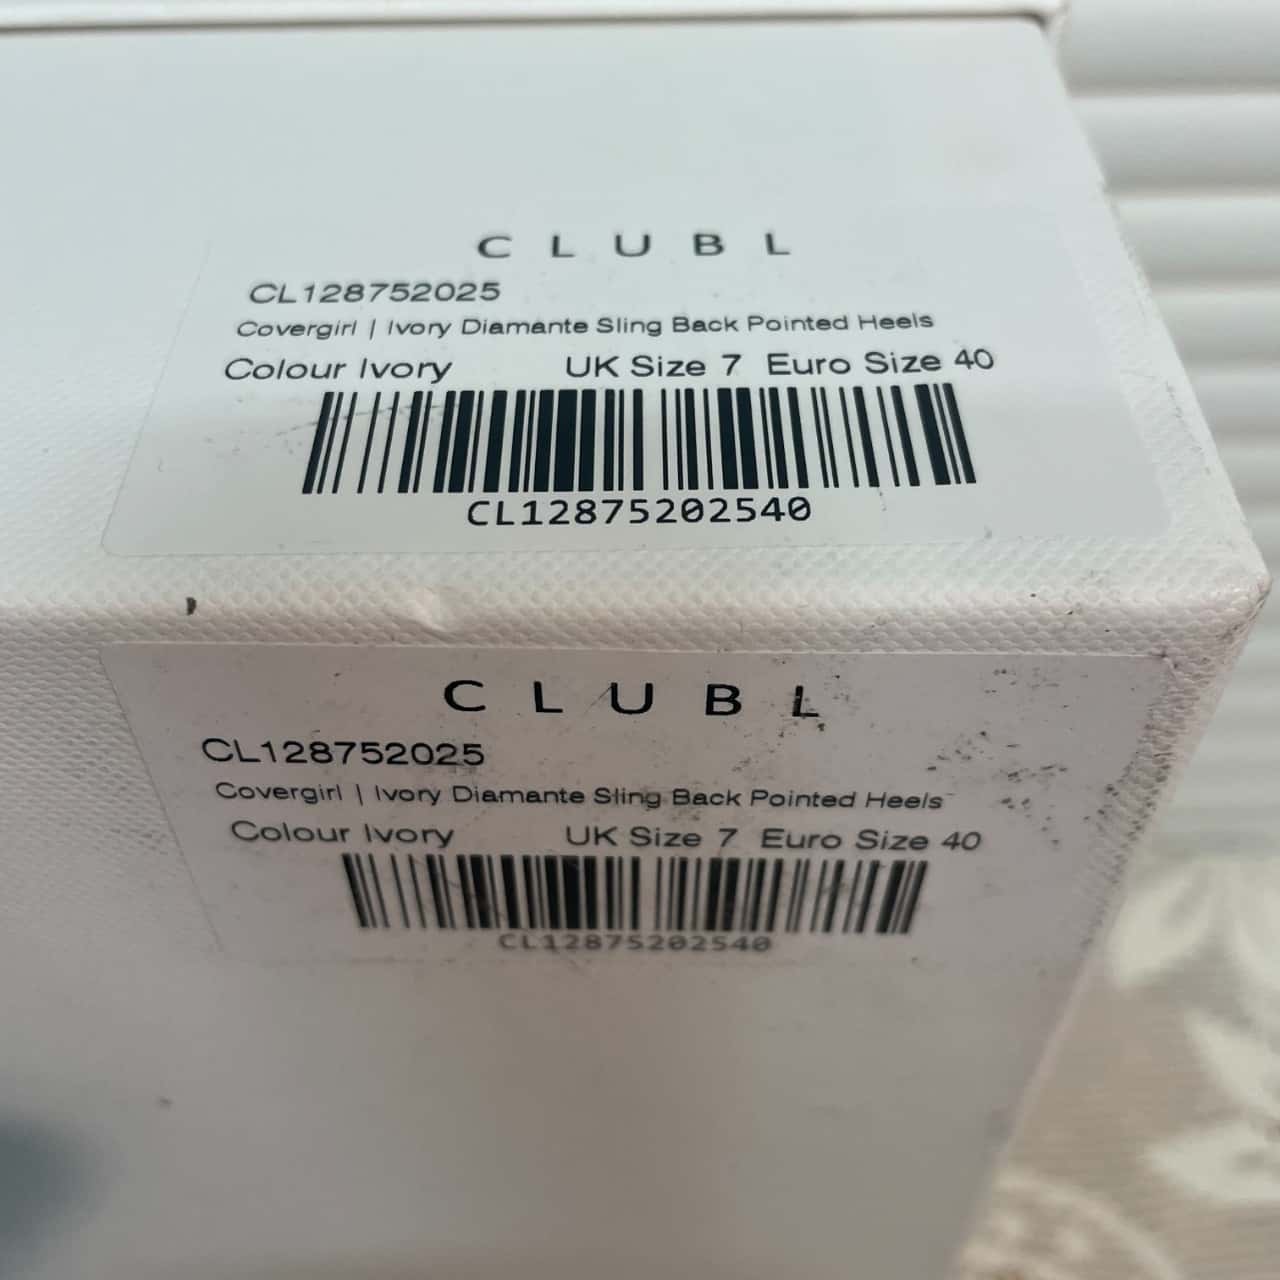 CLUBL
CL128752025
Covergirl | Ivory Diamante Sling Back Pointed Heels
Colour Ivory UK Size 7 Euro Size 40
CL12875202540
CLUBL
CL128752025
Covergirl | Ivory Diamante Sling Back Pointed Heels
Colour Ivory UK Size 7 Euro Size 40
CL12875202540